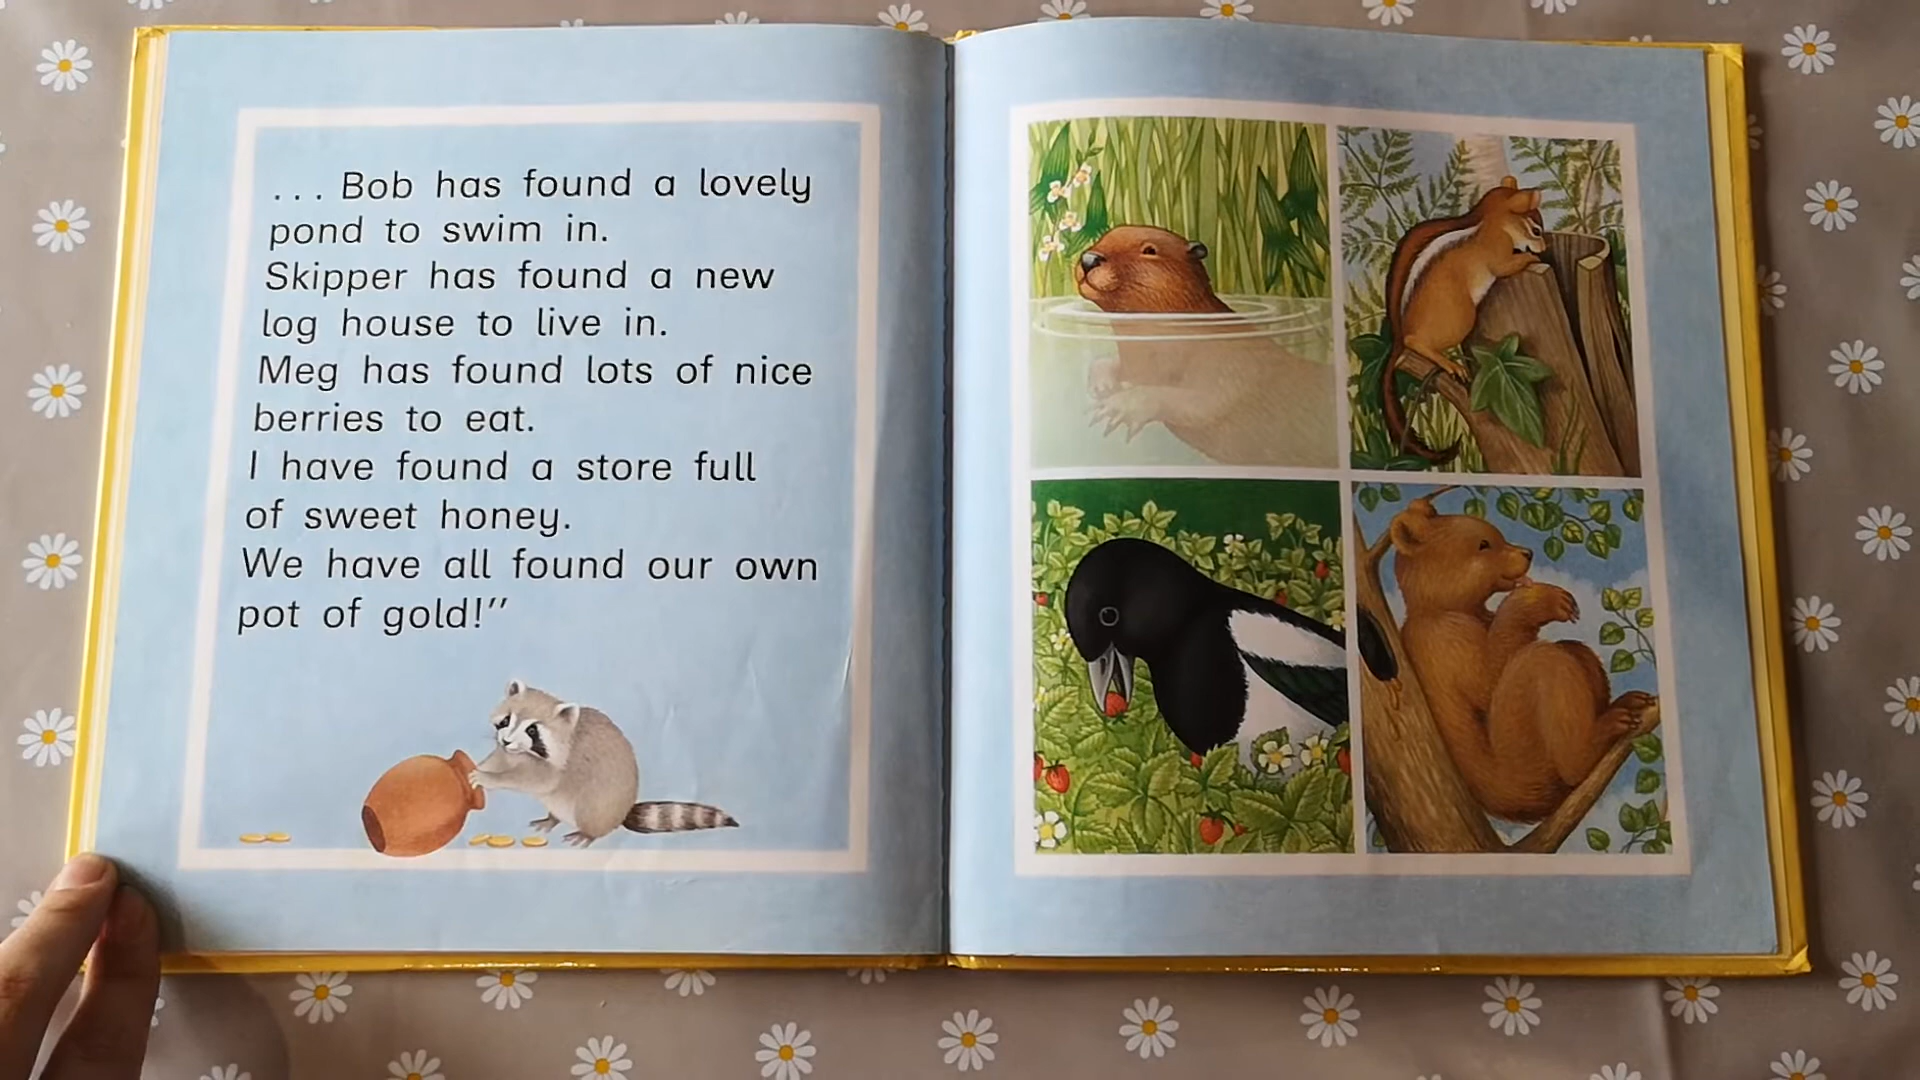 ... Bob has found a lovely
pond to swim in.
Skipper has found a new
log house to live in.
Meg has found lots of nice
berries to eat.
I have found a store full
of sweet honey.
We have all found our own
pot of gold!”